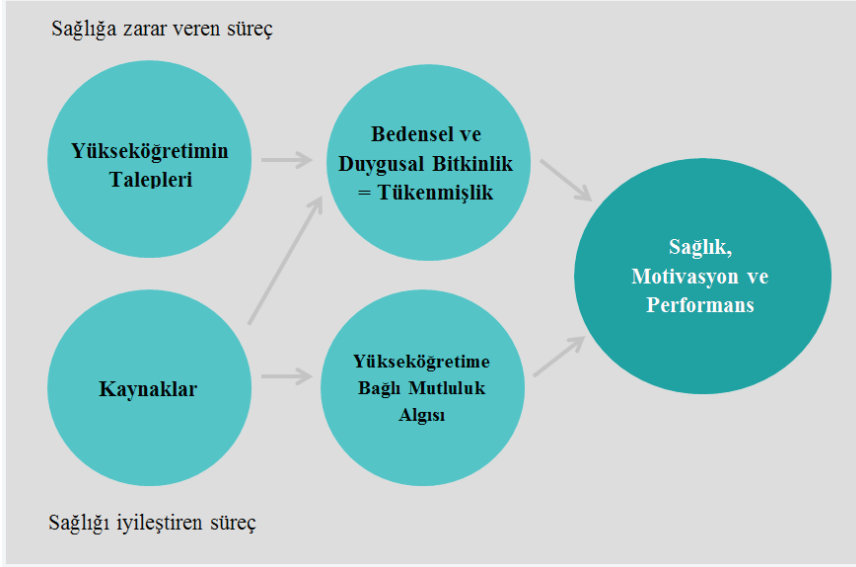 Sağlığa zarar veren süreç
Yükseköğretimin
Talepleri
Bedensel ve
Duygusal Bitkinlik
= Tükenmişlik
Sağlık,
Motivasyon ve
Performans
Kaynaklar
Yükseköğretime
Bağlı Mutluluk
Algısı
Sağlığı iyileştiren süreç